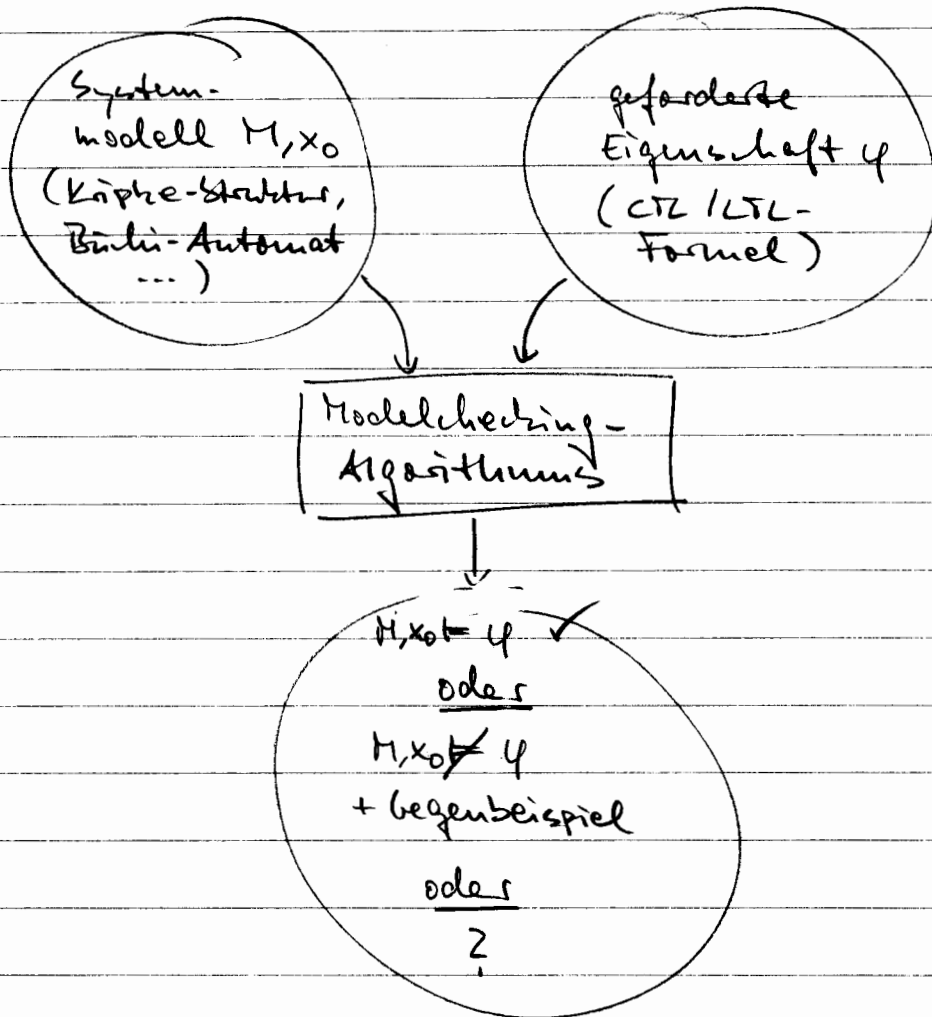 System-
modell M,x₀
(Kripke-Struktur,
Büchi-Automat
...)
geforderte
Eigenschaft φ
(CTL/LTL-
Formel)
Modelchecking-
Algorithmus
M,x₀ ⊨ φ ✓
oder
M,x₀ ⊭ φ
+ Gegenbeispiel
oder
?